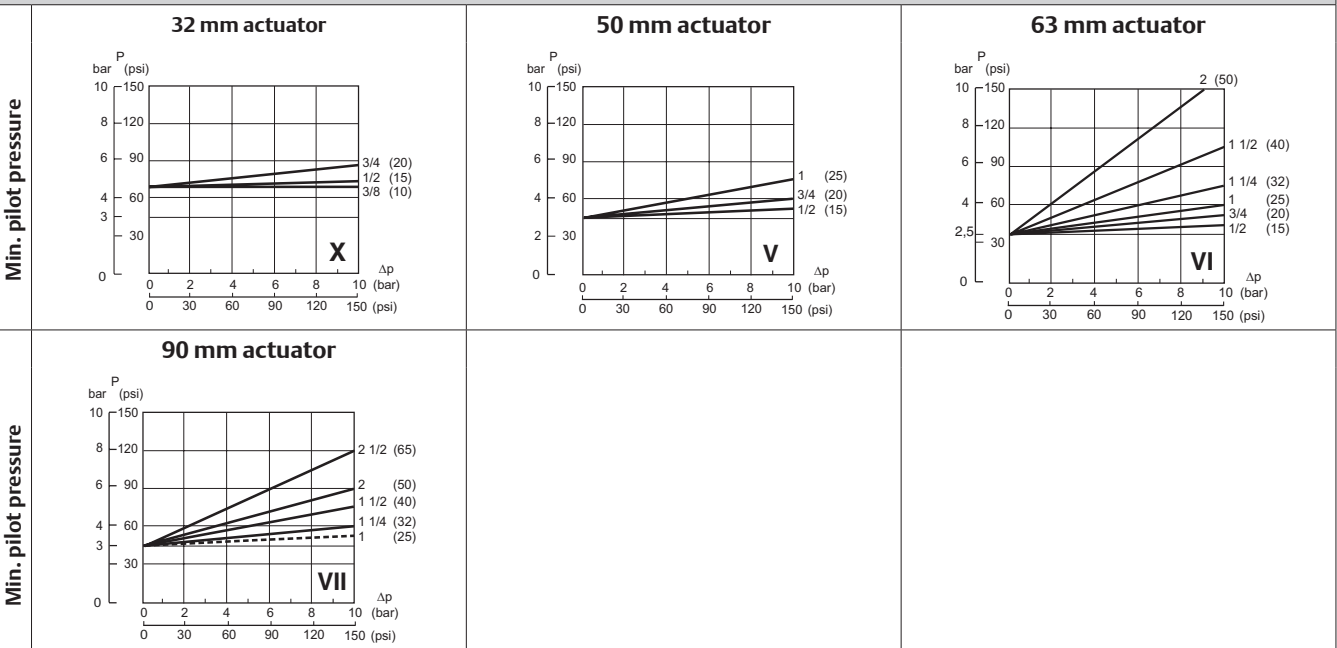 Min. pilot pressure
32 mm actuator
P
bar (psi)
10 150
8 120
6 90
4 60
3
30
0
3/4 (20)
1/2 (15)
3/8 (10)
X
Δp
0 2 4 6 8 10 (bar)
0 30 60 90 120 150 (psi)
50 mm actuator
P
bar (psi)
10 150
8 120
6 90
4 60
2 30
0
1 (25)
3/4 (20)
1/2 (15)
V
Δp
0 2 4 6 8 10 (bar)
0 30 60 90 120 150 (psi)
63 mm actuator
P
bar (psi)
10 150
8 120
6 90
4 60
2,5
30
0
2 (50)
1 1/2 (40)
1 1/4 (32)
1 (25)
3/4 (20)
1/2 (15)
VI
Δp
0 2 4 6 8 10 (bar)
0 30 60 90 120 150 (psi)
Min. pilot pressure
90 mm actuator
P
bar (psi)
10 150
8 120
6 90
4 60
3
30
0
2 1/2 (65)
2 (50)
1 1/2 (40)
1 1/4 (32)
1 (25)
VII
Δp
0 2 4 6 8 10 (bar)
0 30 60 90 120 150 (psi)